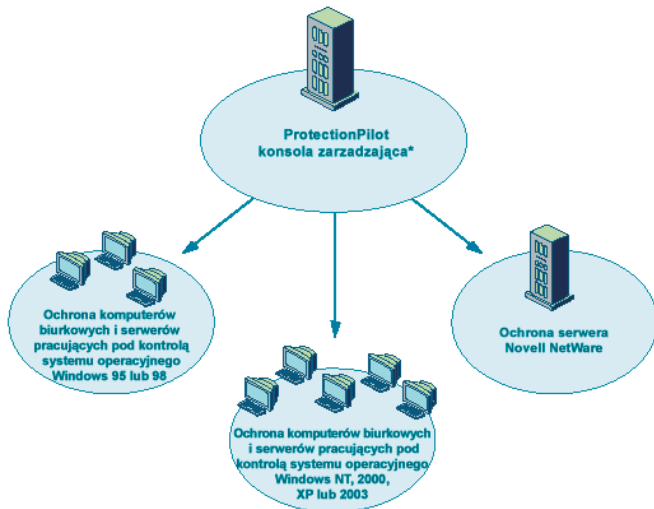 ProtectionPilot
konsola zarzadzająca*
Ochrona komputerów
biurkowych i serwerów
pracujących pod kontrolą
systemu operacyjnego
Windows 95 lub 98
Ochrona serwera
Novell NetWare
Ochrona komputerów biurkowych
i serwerów pracujących pod
kontrolą systemu operacyjnego
Windows NT, 2000,
XP lub 2003